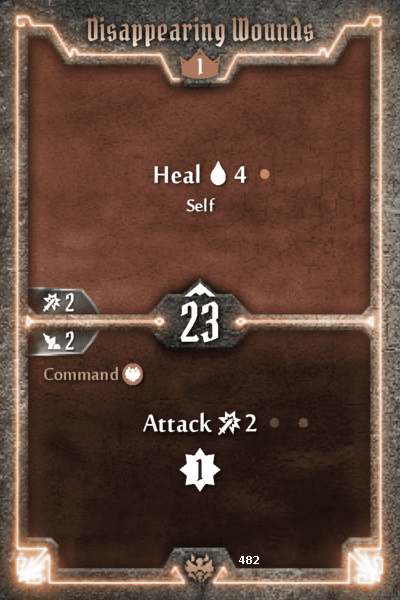 Disappearing Wounds
1
Heal 4
Self
2
23
2
Command
Attack 2
1
482